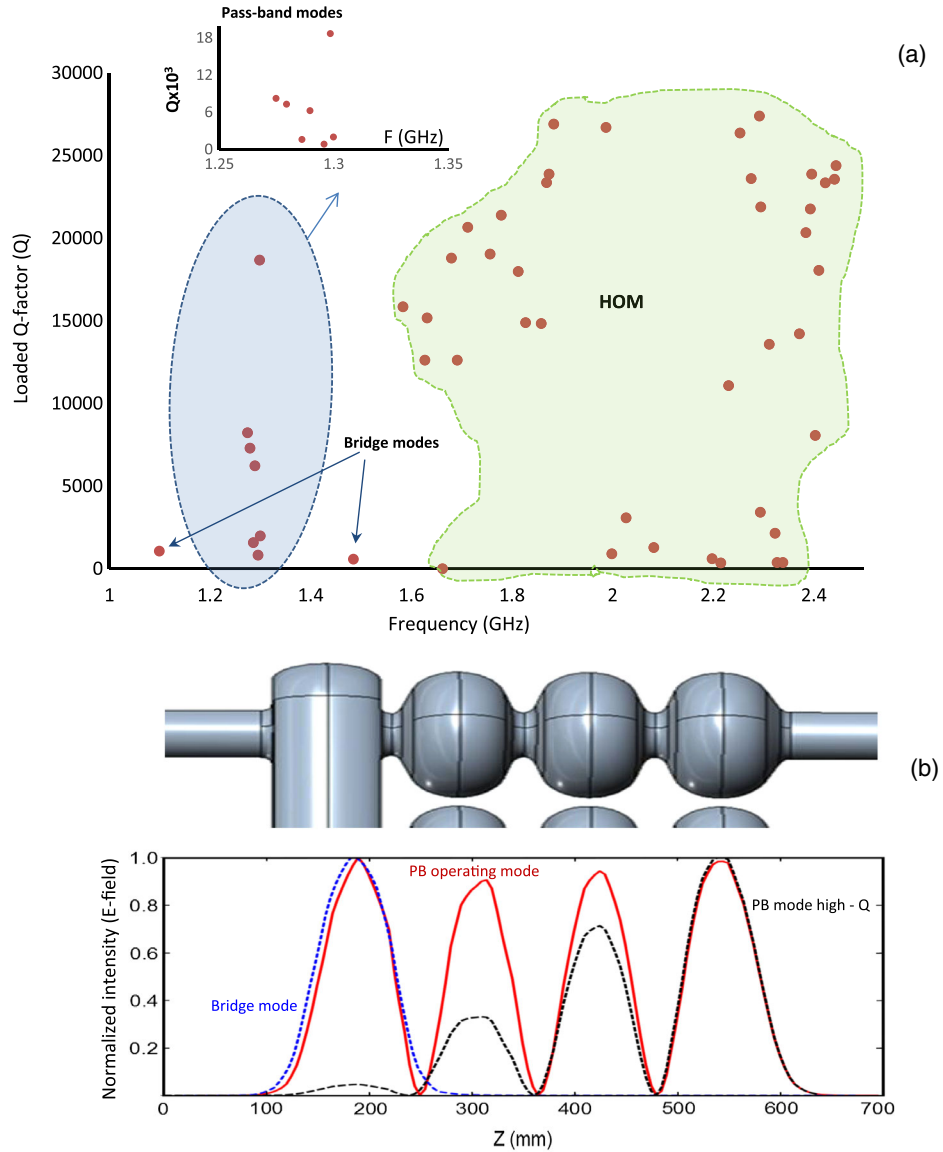 Pass-band modes
(a)
18
12
6
0
Qx10³
F (GHz)
1.25
1.3
1.35
30000
25000
20000
15000
10000
5000
0
Loaded Q-factor (Q)
HOM
Bridge modes
1
1.2
1.4
1.6
1.8
2
2.2
2.4
Frequency (GHz)
(b)
1.0
0.8
0.6
0.4
0.2
Normalized intensity (E-field)
PB operating mode
PB mode high - Q
Bridge mode
0
100
200
300
400
500
600
700
Z (mm)